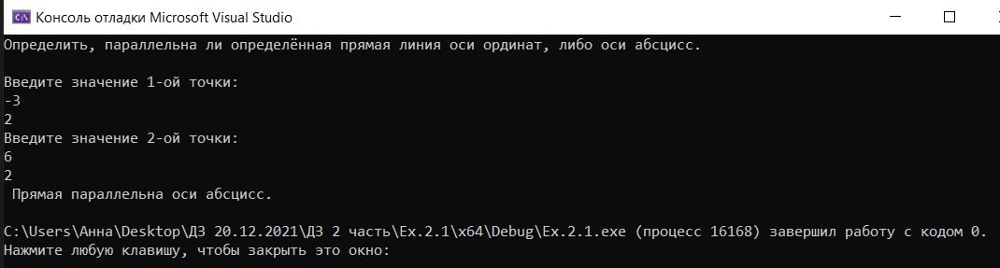 Консоль отладки Microsoft Visual Studio
Определить, параллельна ли определённая прямая линия оси ординат, либо оси абсцисс.
Введите значение 1-ой точки:
-3
2
Введите значение 2-ой точки:
6
2
Прямая параллельна оси абсцисс.
C:\Users\Анна\Desktop\ДЗ 20.12.2021\ДЗ 2 часть\Ex.2.1\x64\Debug\Ex.2.1.exe (процесс 16168) завершил работу с кодом 0.
Нажмите любую клавишу, чтобы закрыть это окно: